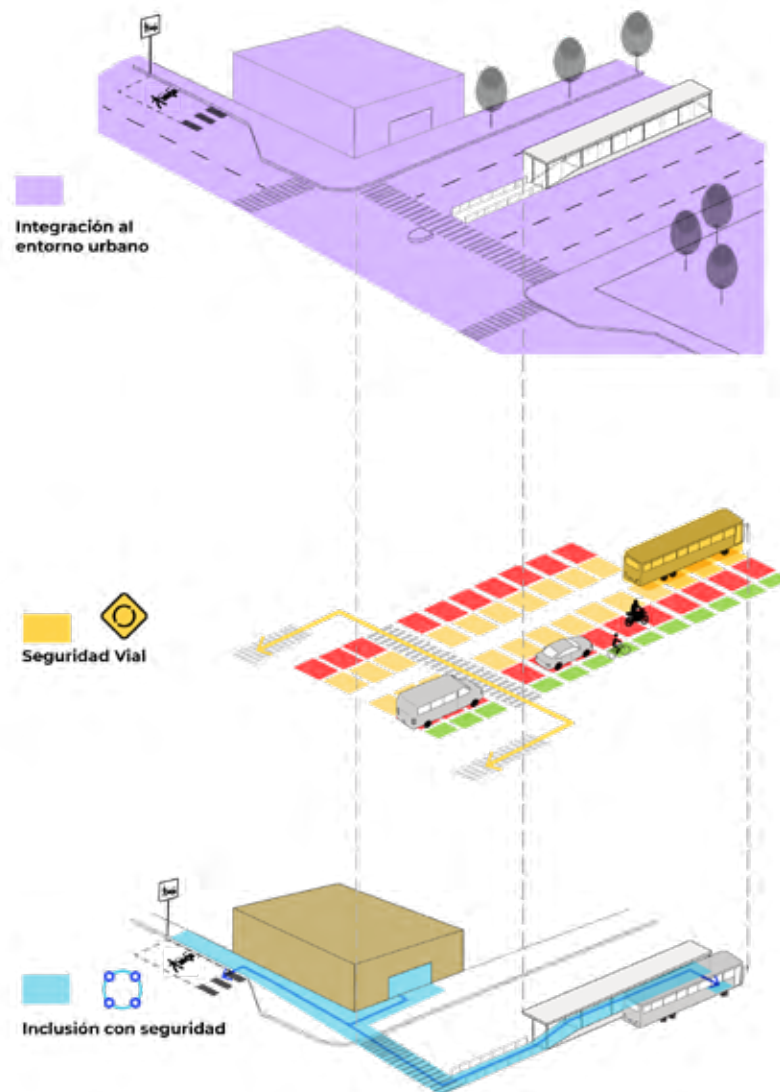 Integración al
entorno urbano
Seguridad Vial
Inclusión con seguridad